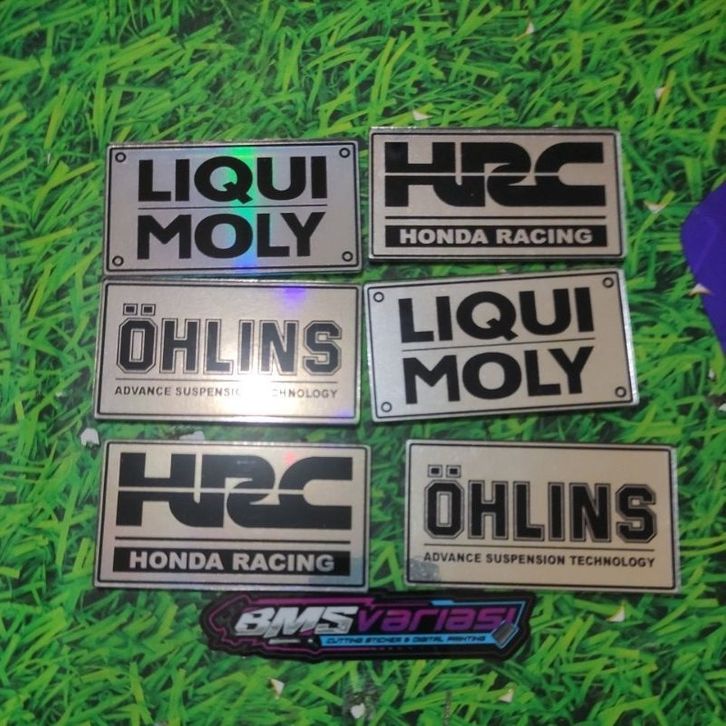 LIQUI
MOLY
HRC
HONDA RACING
ÖHLINS
ADVANCE SUSPENSION TECHNOLOGY
LIQUI
MOLY
HRC
HONDA RACING
ÖHLINS
ADVANCE SUSPENSION TECHNOLOGY
BMSvariasi
CUTTING STICKER & DIGITAL PRINTING